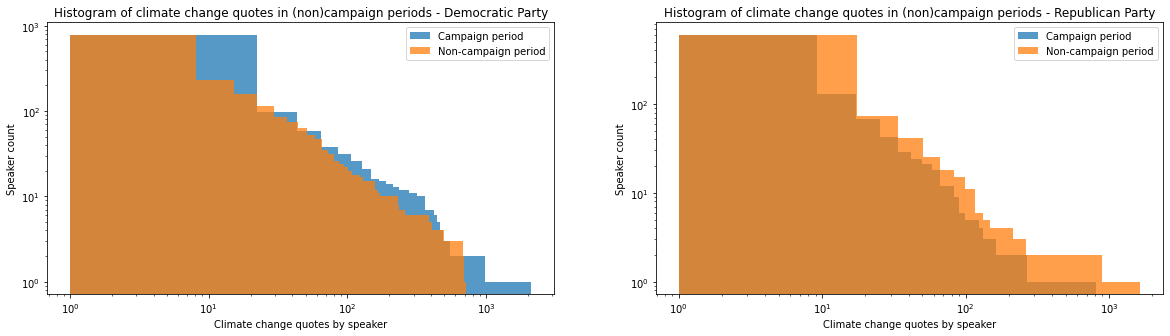 Histogram of climate change quotes in (non)campaign periods - Democratic Party
Campaign period
Non-campaign period
10³
10²
10¹
10⁰
Speaker count
10⁰ 10¹ 10² 10³
Climate change quotes by speaker
Histogram of climate change quotes in (non)campaign periods - Republican Party
Campaign period
Non-campaign period
10²
10¹
10⁰
Speaker count
10⁰ 10¹ 10² 10³
Climate change quotes by speaker